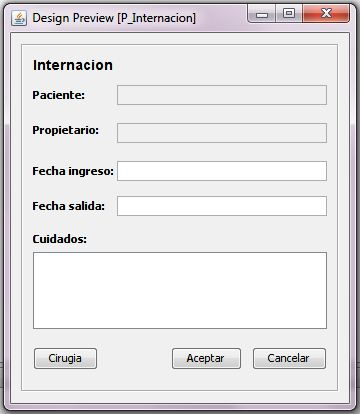 Design Preview [P_Internacion]
Internacion
Paciente:
Propietario:
Fecha ingreso:
Fecha salida:
Cuidados:
Cirugia Aceptar Cancelar